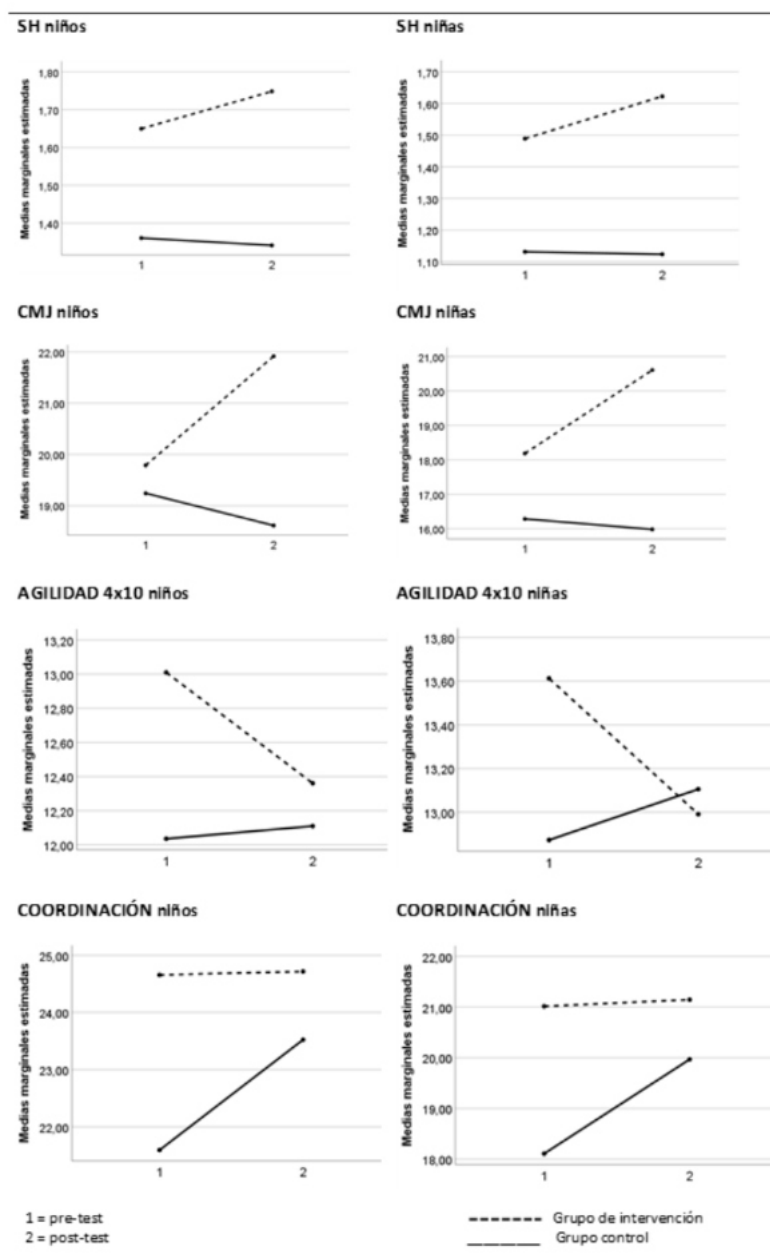 SH niños
Medias marginales estimadas
1,80
1,70
1,60
1,50
1,40
1
2
SH niñas
Medias marginales estimadas
1,70
1,60
1,50
1,40
1,30
1,20
1,10
1
2
CMJ niños
Medias marginales estimadas
22,00
21,00
20,00
19,00
1
2
CMJ niñas
Medias marginales estimadas
21,00
20,00
19,00
18,00
17,00
16,00
1
2
AGILIDAD 4x10 niños
Medias marginales estimadas
13,20
13,00
12,80
12,60
12,40
12,20
12,00
1
2
AGILIDAD 4x10 niñas
Medias marginales estimadas
13,80
13,60
13,40
13,20
13,00
1
2
COORDINACIÓN niños
Medias marginales estimadas
25,00
24,00
23,00
22,00
1
2
COORDINACIÓN niñas
Medias marginales estimadas
22,00
21,00
20,00
19,00
18,00
1
2
1 = pre-test
2 = post-test
Grupo de intervención
Grupo control